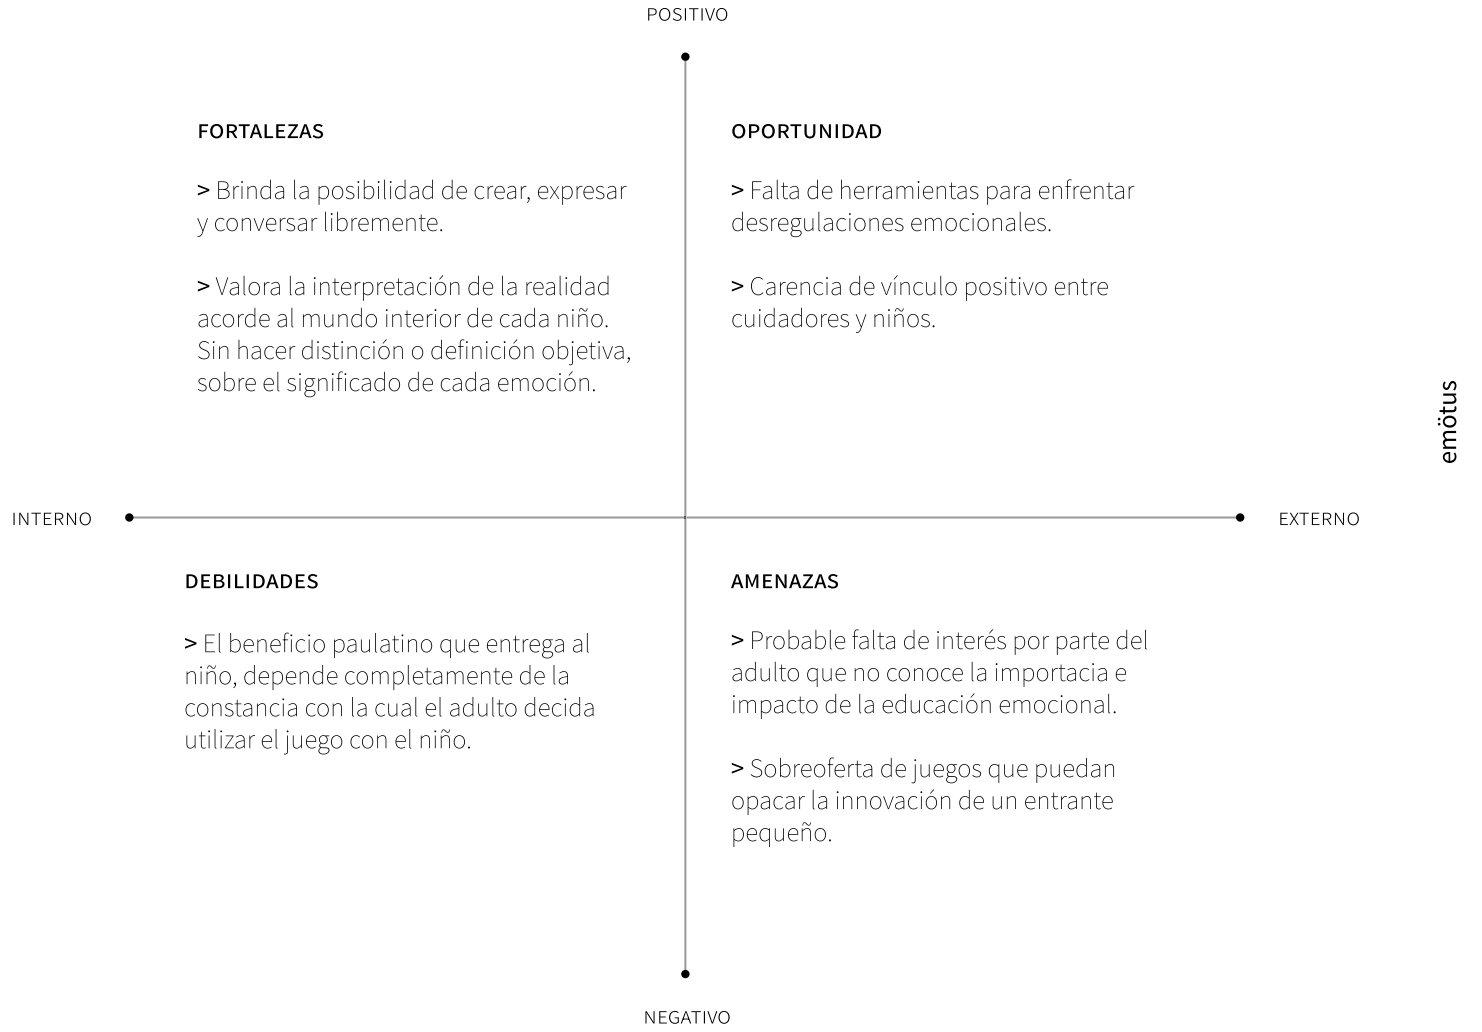 POSITIVO
FORTALEZAS
> Brinda la posibilidad de crear, expresar
y conversar libremente.
> Valora la interpretación de la realidad
acorde al mundo interior de cada niño.
Sin hacer distinción o definición objetiva,
sobre el significado de cada emoción.
OPORTUNIDAD
> Falta de herramientas para enfrentar
desregulaciones emocionales.
> Carencia de vínculo positivo entre
cuidadores y niños.
emötus
INTERNO
EXTERNO
DEBILIDADES
> El beneficio paulatino que entrega al
niño, depende completamente de la
constancia con la cual el adulto decida
utilizar el juego con el niño.
AMENAZAS
> Probable falta de interés por parte del
adulto que no conoce la importacia e
impacto de la educación emocional.
> Sobreoferta de juegos que puedan
opacar la innovación de un entrante
pequeño.
NEGATIVO